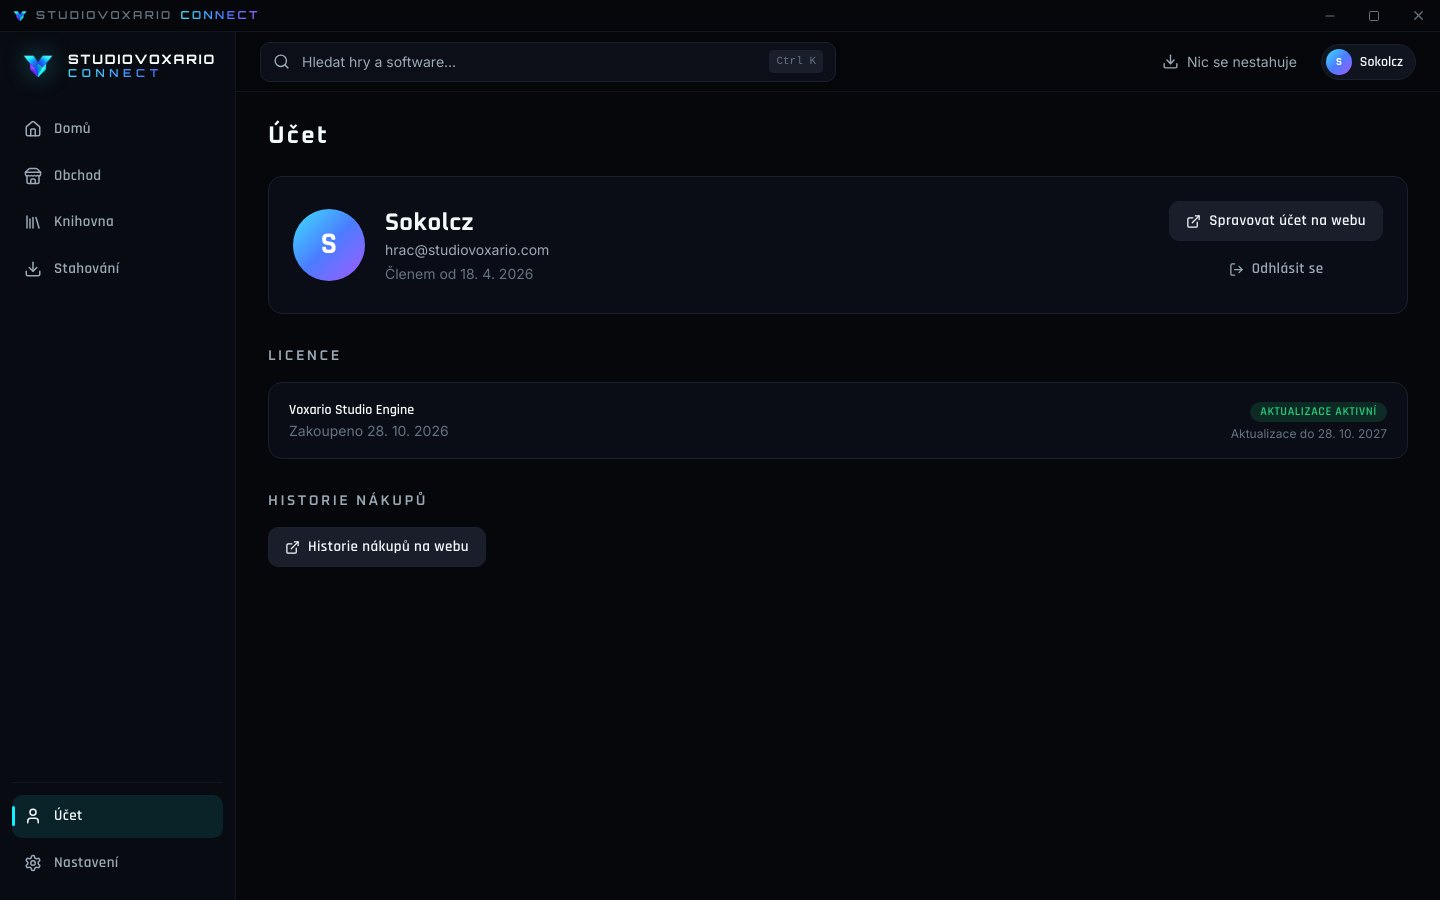 STUDIOVOXARIO CONNECT
STUDIOVOXARIO
CONNECT
Hledat hry a software...
Ctrl K
Nic se nestahuje
S
Sokolcz
Domů
Obchod
Knihovna
Stahování
Účet
S
Sokolcz
hrac@studiovoxario.com
Členem od 18. 4. 2026
Spravovat účet na webu
Odhlásit se
LICENCE
Voxario Studio Engine
Zakoupeno 28. 10. 2026
AKTUALIZACE AKTIVNÍ
Aktualizace do 28. 10. 2027
HISTORIE NÁKUPŮ
Historie nákupů na webu
Účet
Nastavení